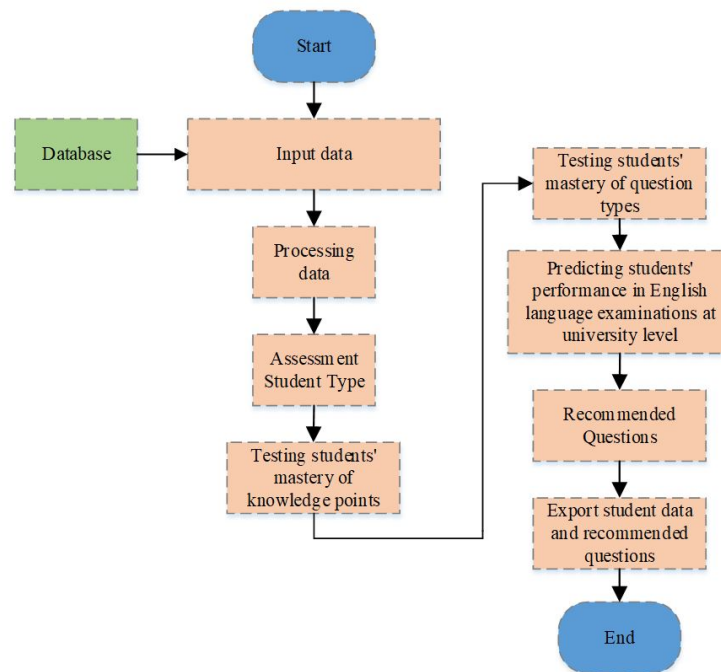 Start
Database
Input data
Processing
data
Assessment
Student Type
Testing students'
mastery of
knowledge points
Testing students'
mastery of question
types
Predicting students'
performance in English
language examinations at
university level
Recommended
Questions
Export student data
and recommended
questions
End